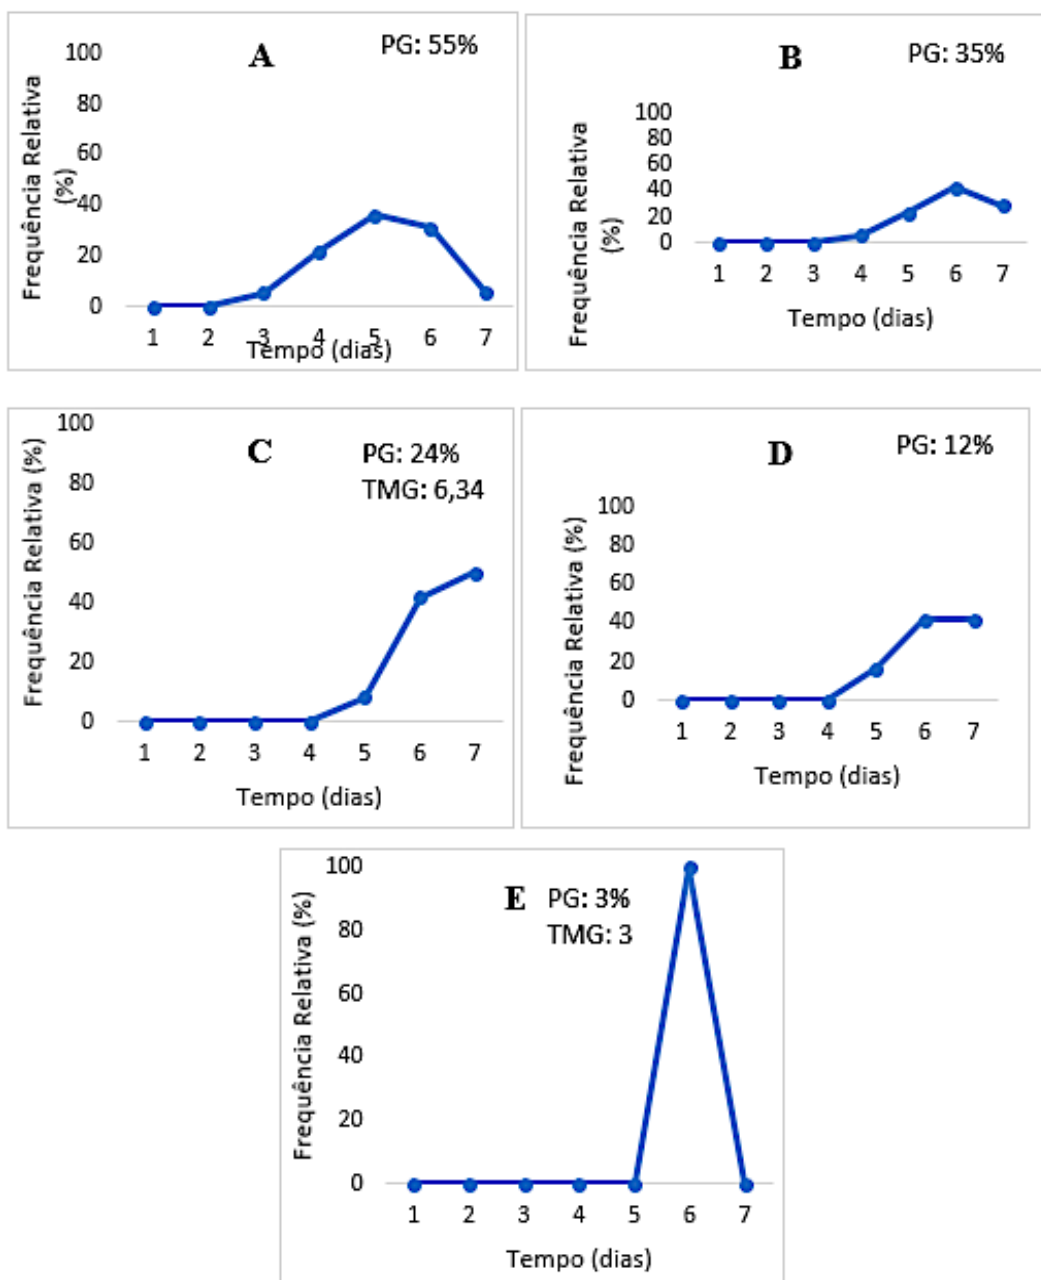 A
PG: 55%
Frequência Relativa
(%)
100
80
60
40
20
0
1 2 3 4 5 6 7
Tempo (dias)
B
PG: 35%
Frequência Relativa
(%)
100
80
60
40
20
0
1 2 3 4 5 6 7
Tempo (dias)
C
PG: 24%
TMG: 6,34
Frequência Relativa (%)
100
80
60
40
20
0
1 2 3 4 5 6 7
Tempo (dias)
D
PG: 12%
Frequência Relativa (%)
100
80
60
40
20
0
1 2 3 4 5 6 7
Tempo (dias)
E PG: 3%
TMG: 3
Frequência Relativa (%)
100
80
60
40
20
0
1 2 3 4 5 6 7
Tempo (dias)